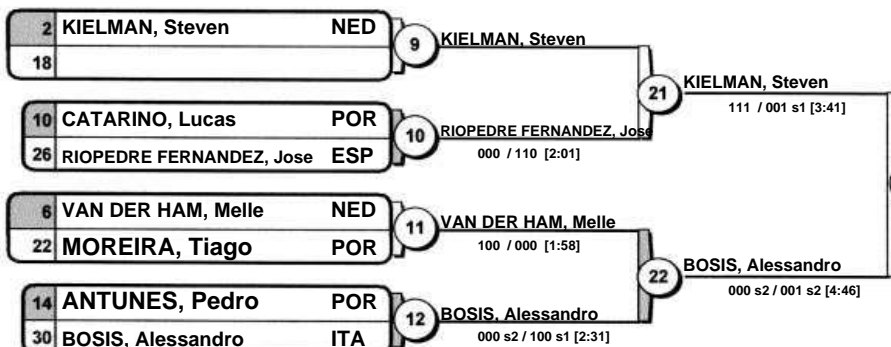 2 KIELMAN, Steven NED
18
9
KIELMAN, Steven
10 CATARINO, Lucas POR
26 RIOPEDRE FERNANDEZ, Jose ESP
10
RIOPEDRE FERNANDEZ, Jose
000 / 110 [2:01]
21
KIELMAN, Steven
111 / 001 s1 [3:41]
6 VAN DER HAM, Melle NED
22 MOREIRA, Tiago POR
11
VAN DER HAM, Melle
100 / 000 [1:58]
14 ANTUNES, Pedro POR
30 BOSIS, Alessandro ITA
12
BOSIS, Alessandro
000 s2 / 100 s1 [2:31]
22
BOSIS, Alessandro
000 s2 / 001 s2 [4:46]